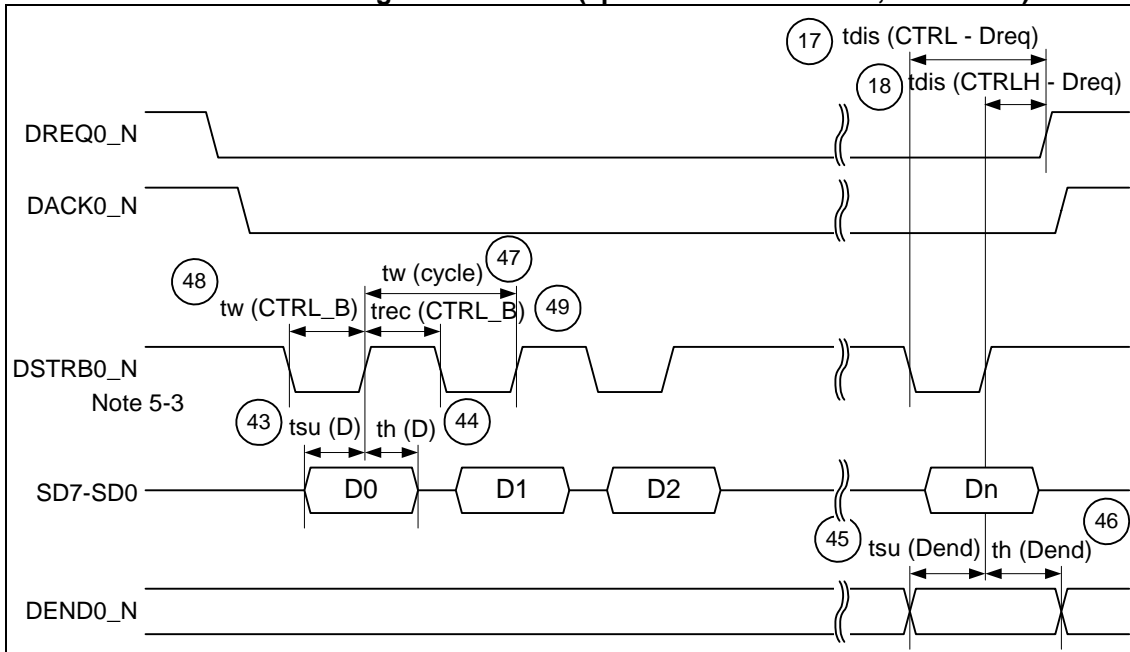 17 tdis (CTRL - Dreq)
18 tdis (CTRLH - Dreq)
DREQ0_N
DACK0_N
48 tw (cycle) 47
tw (CTRL_B) trec (CTRL_B) 49
DSTRB0_N
Note 5-3
43 tsu (D) th (D) 44
SD7-SD0 D0 D1 D2 Dn
45 tsu (Dend) th (Dend) 46
DEND0_N